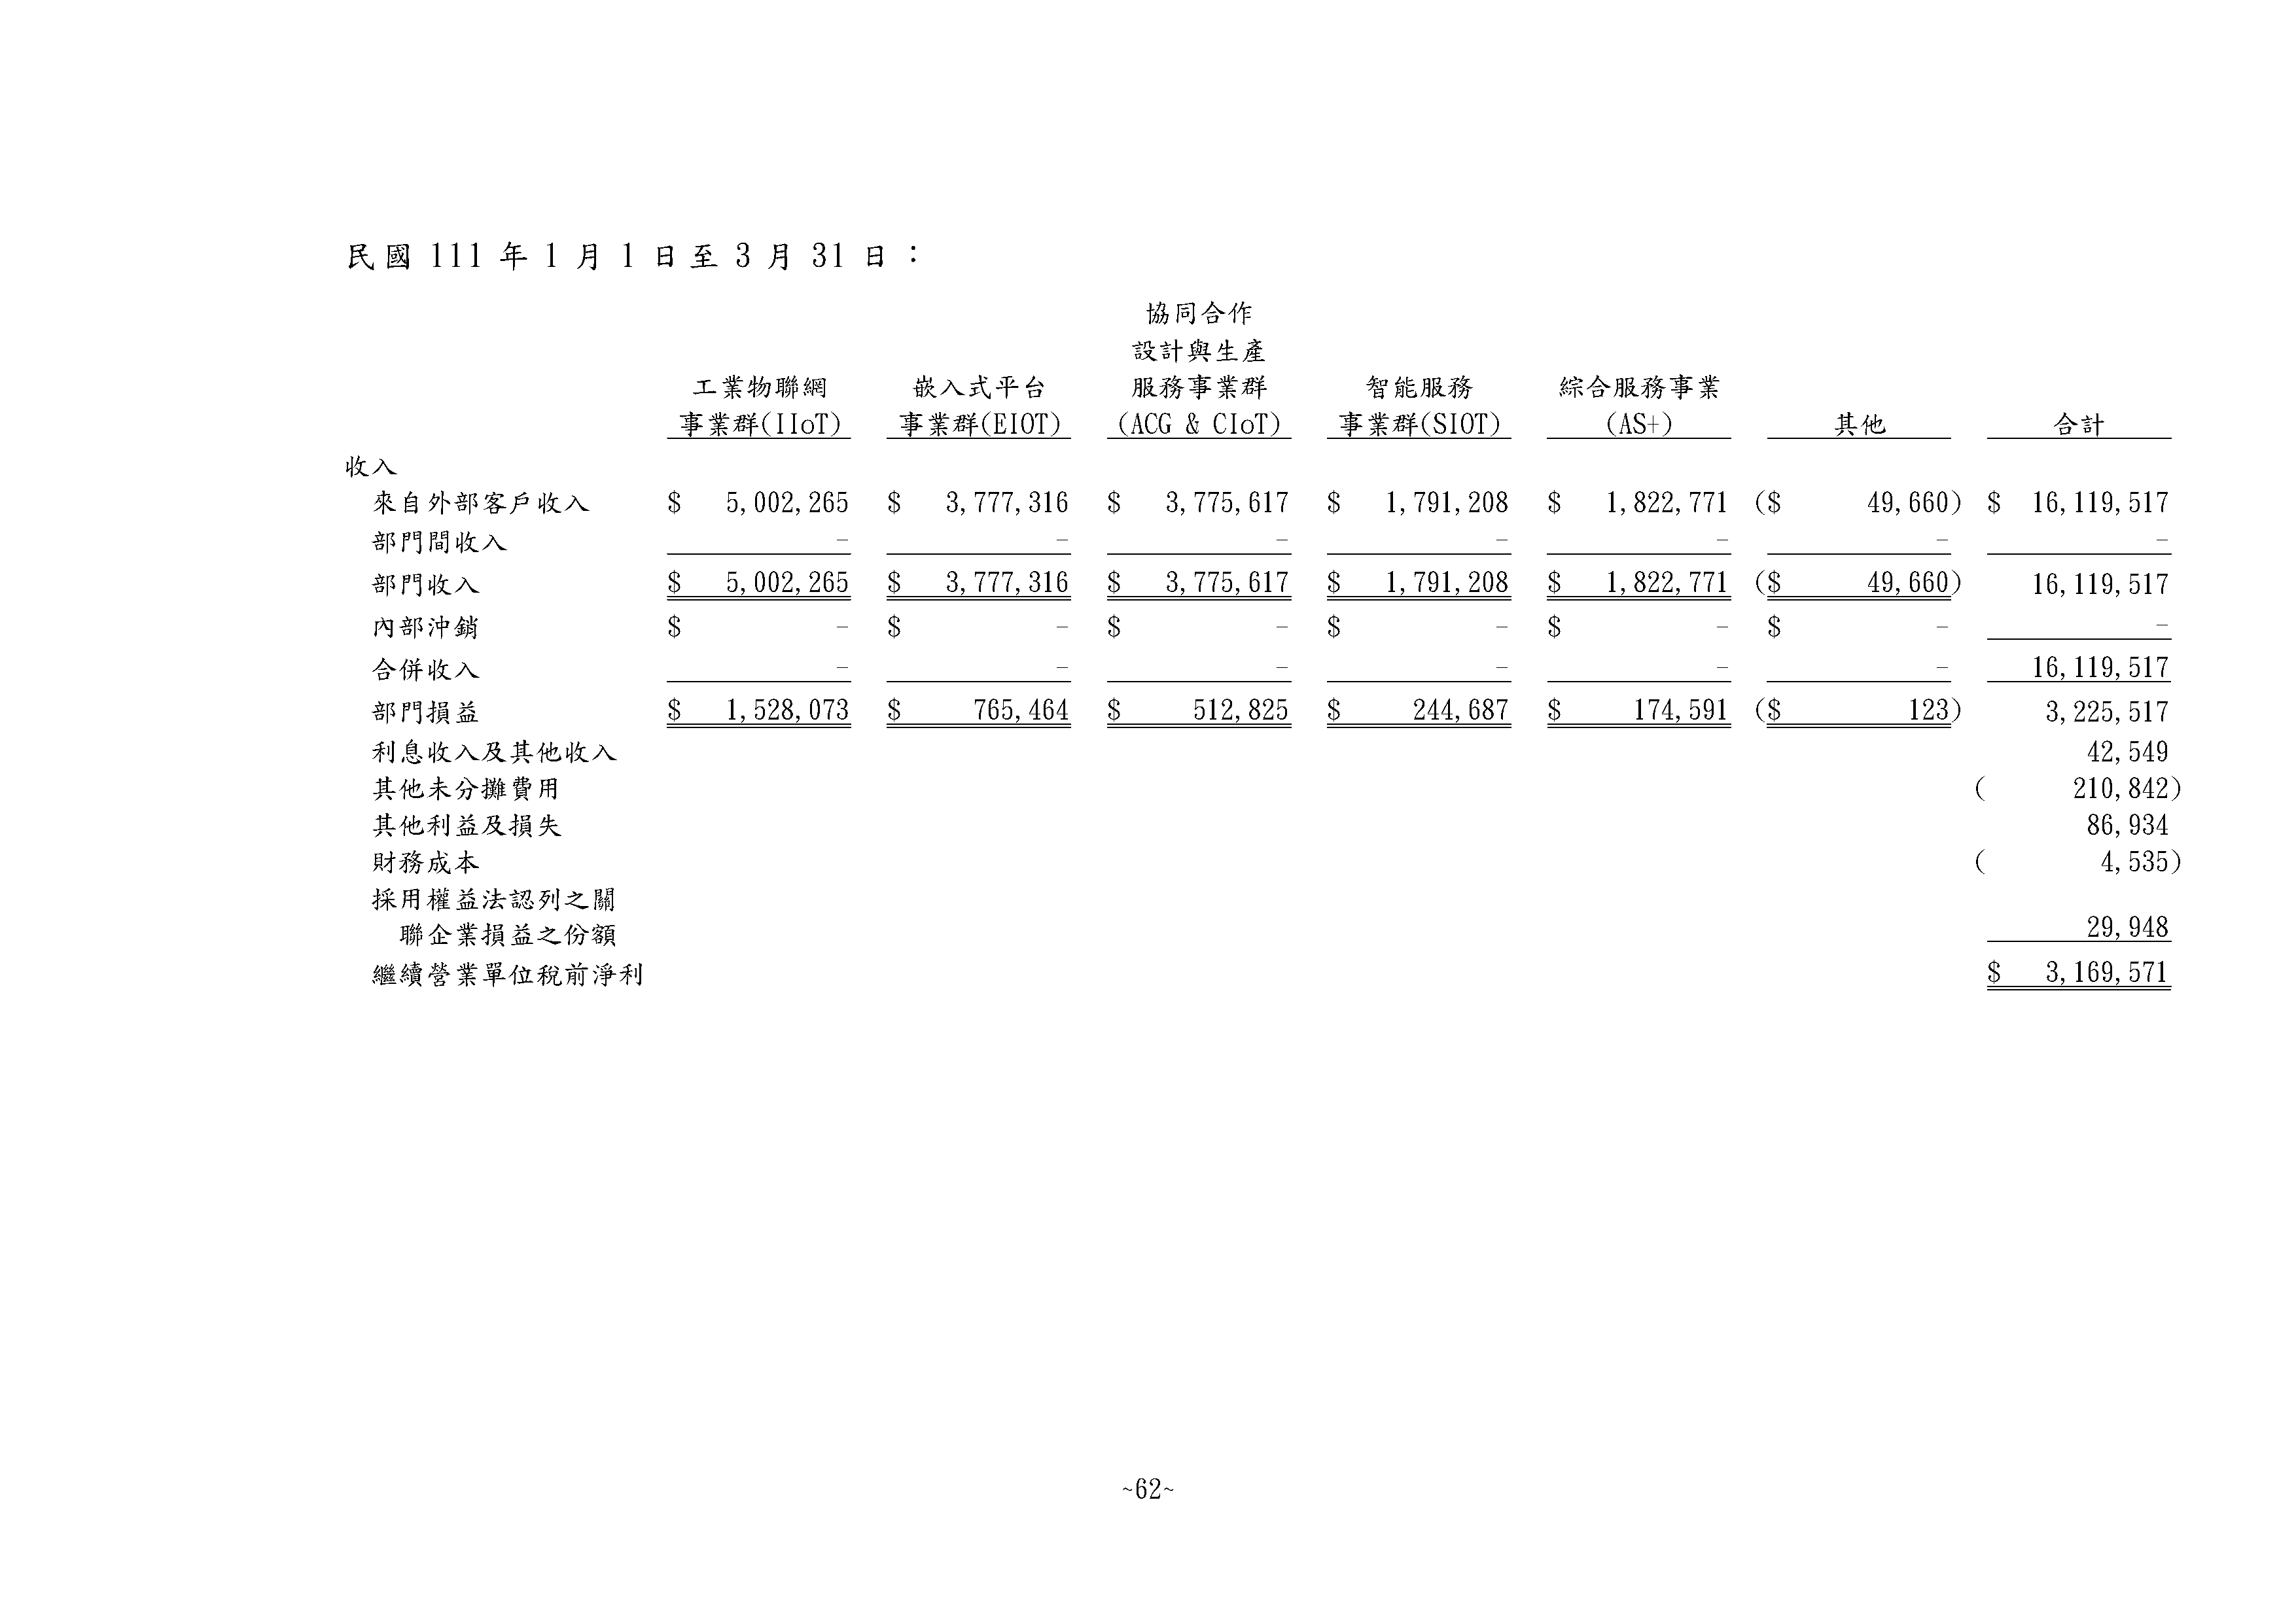 民國 111 年 1 月 1 日至 3 月 31 日：
協同合作
設計與生產
工業物聯網 嵌入式平台 服務事業群 智能服務 綜合服務事業
事業群(IIoT) 事業群(EIOT) (ACG & CIoT) 事業群(SIOT) (AS+) 其他 合計
收入
來自外部客戶收入 $ 5,002,265 $ 3,777,316 $ 3,775,617 $ 1,791,208 $ 1,822,771 ($ 49,660) $ 16,119,517
部門間收入 - - - - - - -
部門收入 $ 5,002,265 $ 3,777,316 $ 3,775,617 $ 1,791,208 $ 1,822,771 ($ 49,660) 16,119,517
內部沖銷 $ - $ - $ - $ - $ - $ - -
合併收入 - - - - - - 16,119,517
部門損益 $ 1,528,073 $ 765,464 $ 512,825 $ 244,687 $ 174,591 ($ 123) 3,225,517
利息收入及其他收入 42,549
其他未分攤費用 ( 210,842)
其他利益及損失 86,934
財務成本 ( 4,535)
採用權益法認列之關
聯企業損益之份額 29,948
繼續營業單位稅前淨利 $ 3,169,571
~62~